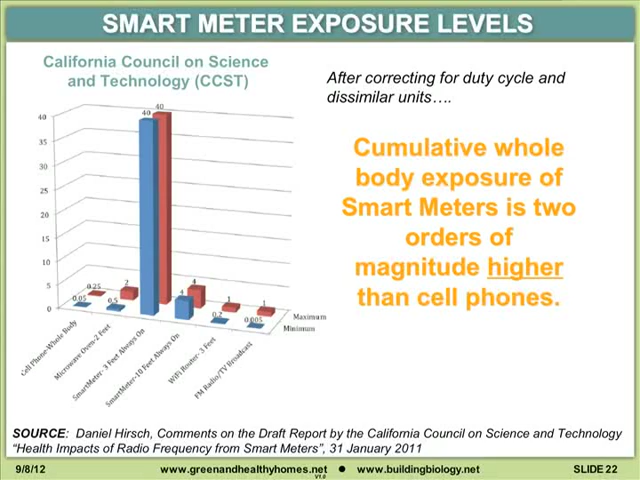 SMART METER EXPOSURE LEVELS
California Council on Science
and Technology (CCST)
After correcting for duty cycle and
dissimilar units….
Cumulative whole
body exposure of
Smart Meters is two
orders of
magnitude higher
than cell phones.
40
35
30
25
20
15
10
5
0
0.05
0.25
0.5
2
40
40
4
4
0.2
1
0.005
1
Maximum
Minimum
Cell Phone-Whole Body
Microwave Oven-2 Feet
SmartMeter- 3 Feet Always On
SmartMeter-10 Feet Always On
WiFi Router- 3 Feet
FM Radio/TV Broadcast
SOURCE: Daniel Hirsch, Comments on the Draft Report by the California Council on Science and Technology
“Health Impacts of Radio Frequency from Smart Meters”, 31 January 2011
9/8/12 www.greenandhealthyhomes.net ● www.buildingbiology.net SLIDE 22
V1.0